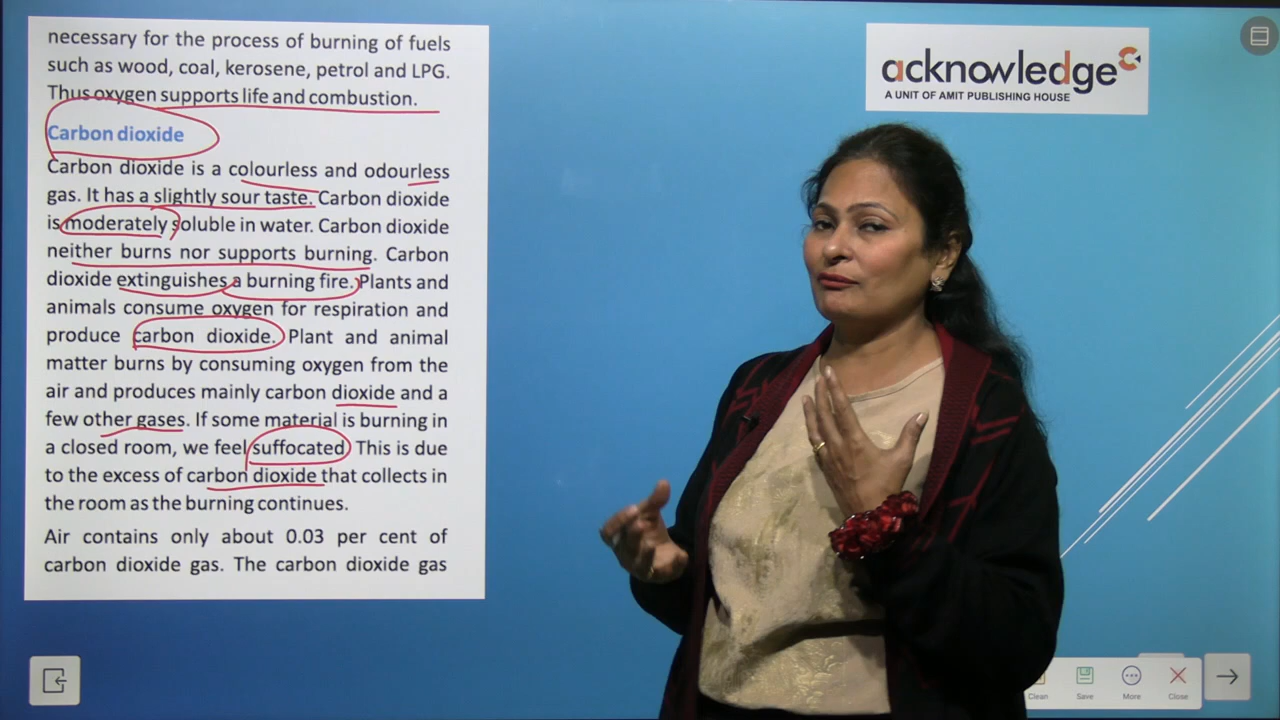 necessary for the process of burning of fuels
such as wood, coal, kerosene, petrol and LPG.
Thus oxygen supports life and combustion.
Carbon dioxide
Carbon dioxide is a colourless and odourless
gas. It has a slightly sour taste. Carbon dioxide
is moderately soluble in water. Carbon dioxide
neither burns nor supports burning. Carbon
dioxide extinguishes a burning fire. Plants and
animals consume oxygen for respiration and
produce carbon dioxide. Plant and animal
matter burns by consuming oxygen from the
air and produces mainly carbon dioxide and a
few other gases. If some material is burning in
a closed room, we feel suffocated. This is due
to the excess of carbon dioxide that collects in
the room as the burning continues.
Air contains only about 0.03 per cent of
carbon dioxide gas. The carbon dioxide gas
acknowledge
A UNIT OF AMIT PUBLISHING HOUSE
Clean Save More Close